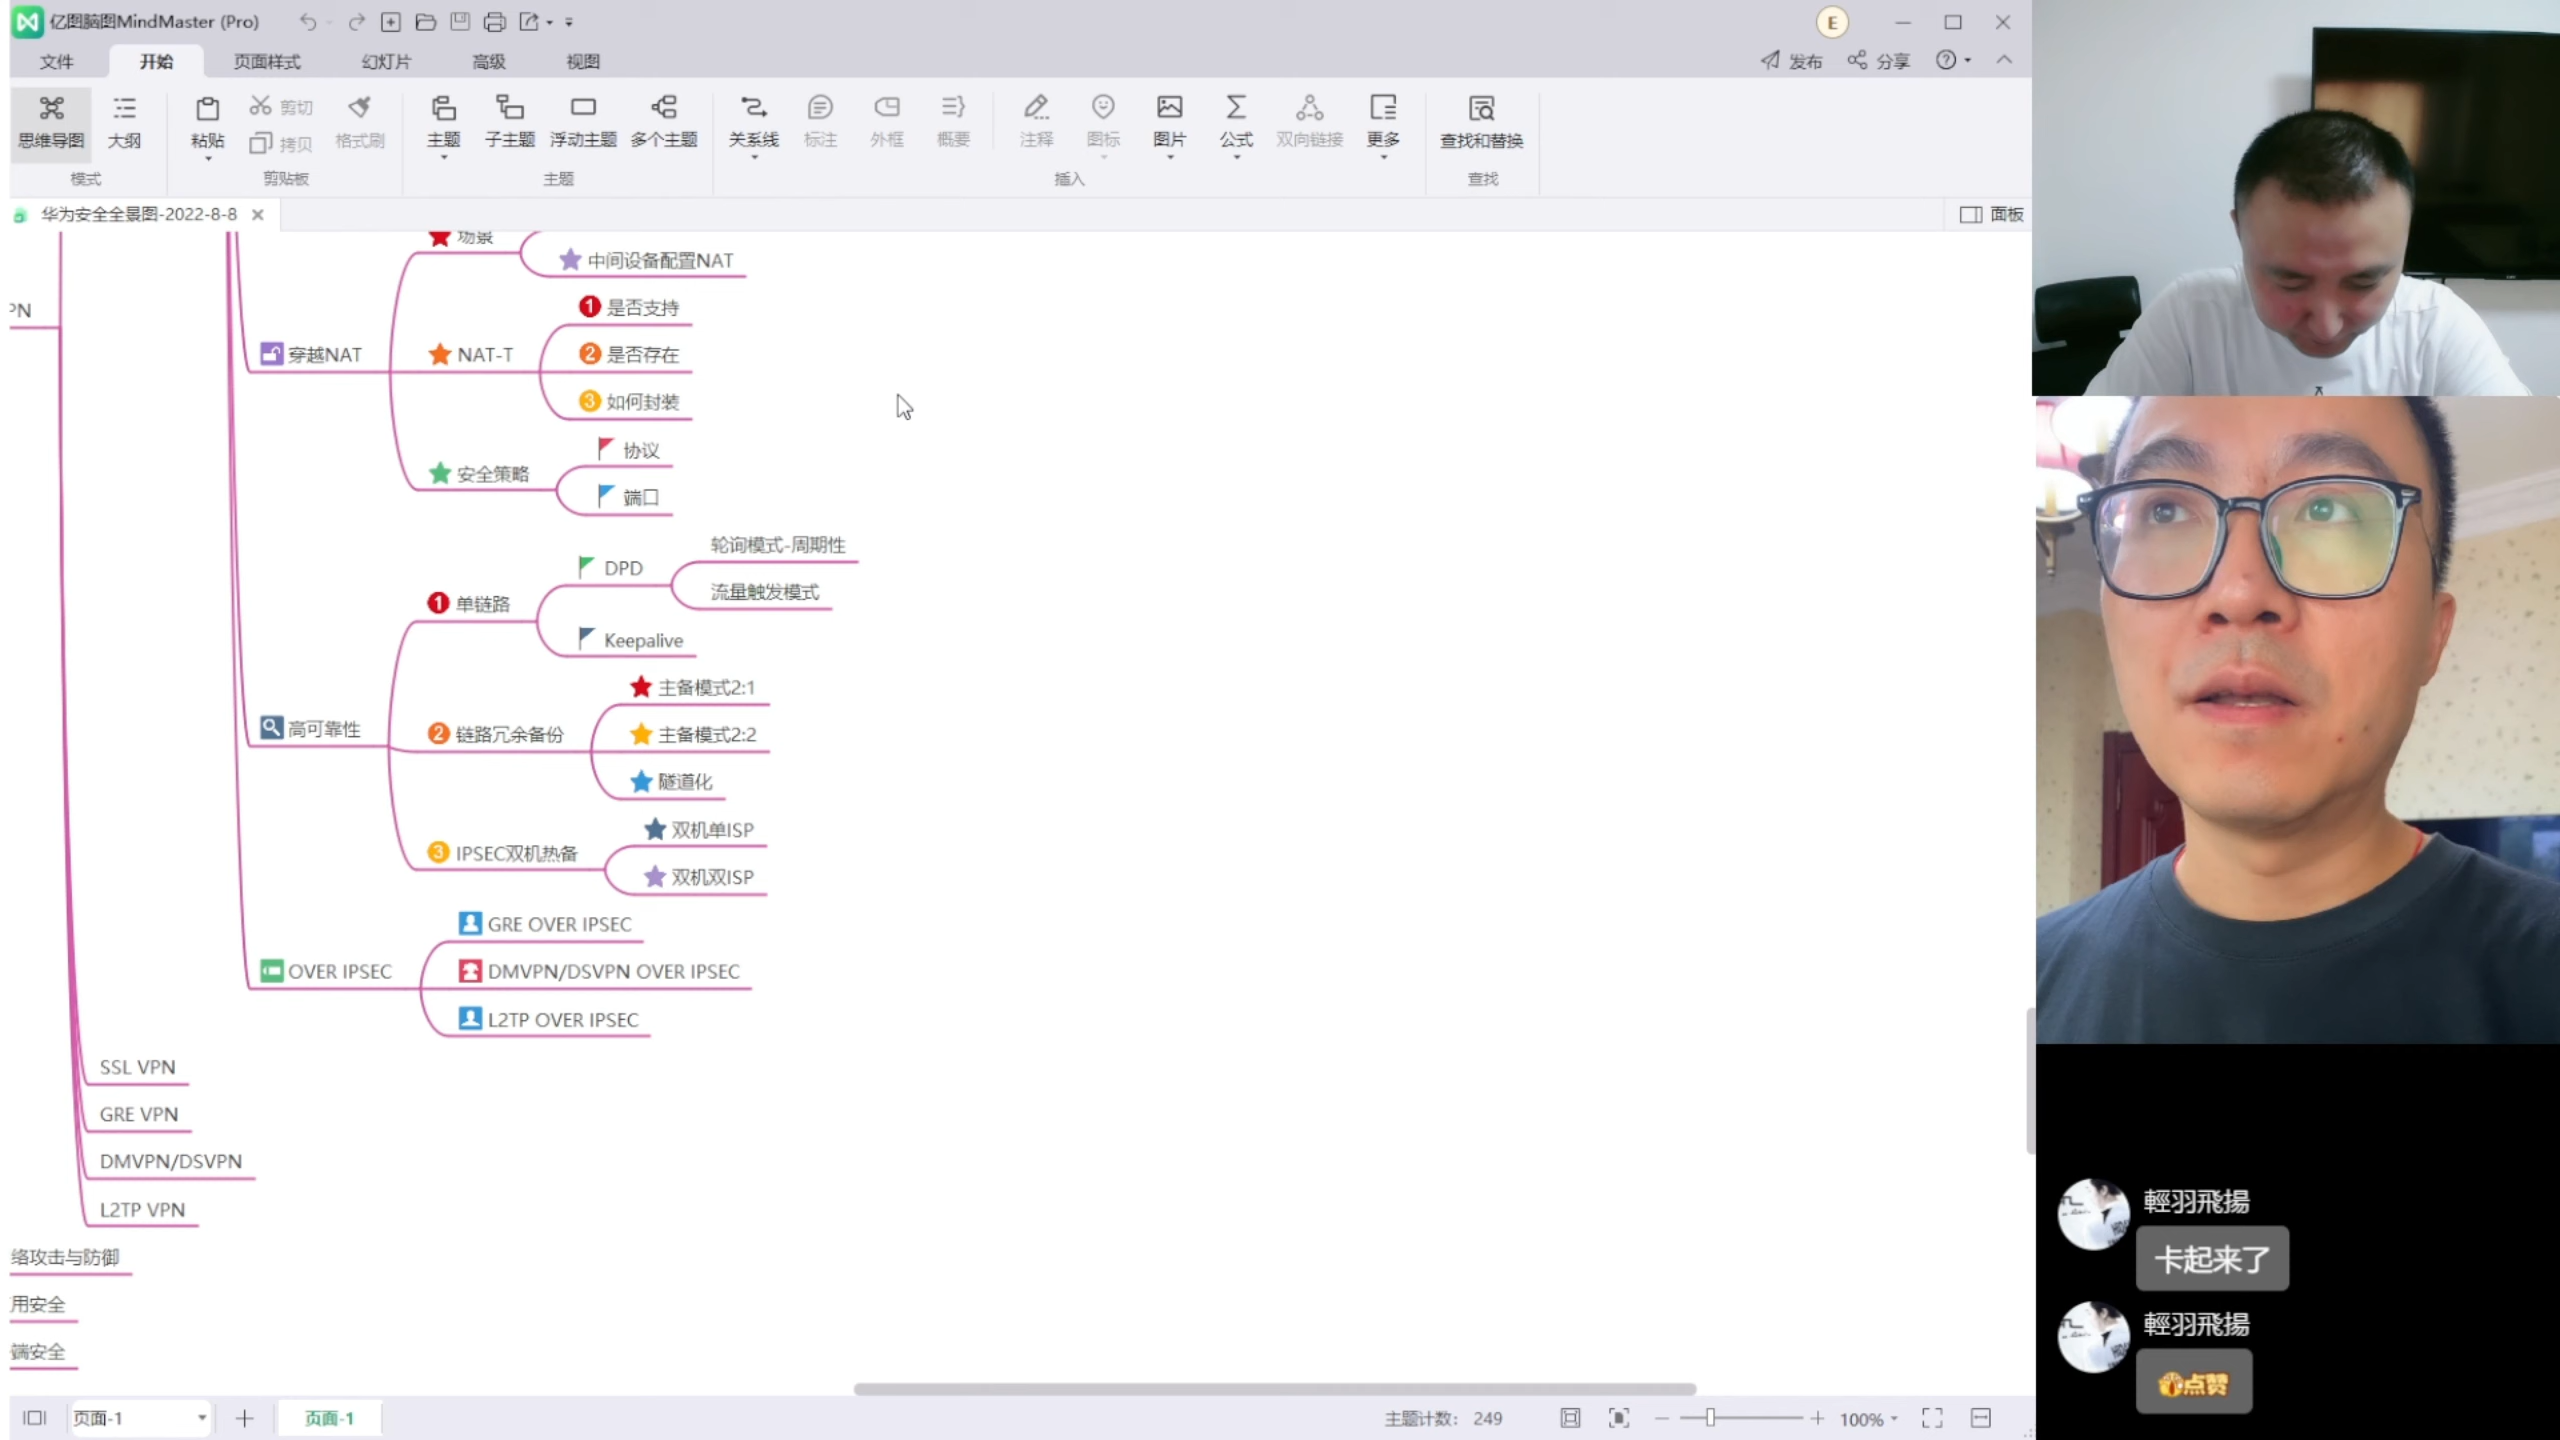 亿图脑图MindMaster (Pro)
E
文件
开始
页面样式
幻灯片
高级
视图
发布
分享
思维导图
大纲
粘贴
剪切
拷贝
格式刷
主题
子主题
浮动主题
多个主题
关系线
标注
外框
概要
注释
图标
图片
公式
双向链接
更多
查找和替换
模式
剪贴板
主题
插入
查找
华为安全全景图-2022-8-8
面板
场景
中间设备配置NAT
PN
1 是否支持
穿越NAT
NAT-T
2 是否存在
3 如何封装
安全策略
协议
端口
轮询模式-周期性
DPD
流量触发模式
1 单链路
Keepalive
主备模式2:1
高可靠性
2 链路冗余备份
主备模式2:2
隧道化
双机单ISP
3 IPSEC双机热备
双机双ISP
GRE OVER IPSEC
OVER IPSEC
DMVPN/DSVPN OVER IPSEC
L2TP OVER IPSEC
SSL VPN
GRE VPN
DMVPN/DSVPN
L2TP VPN
络攻击与防御
用安全
端安全
页面-1
页面-1
主题计数: 249
100%
輕羽飛揚
卡起来了
輕羽飛揚
点赞